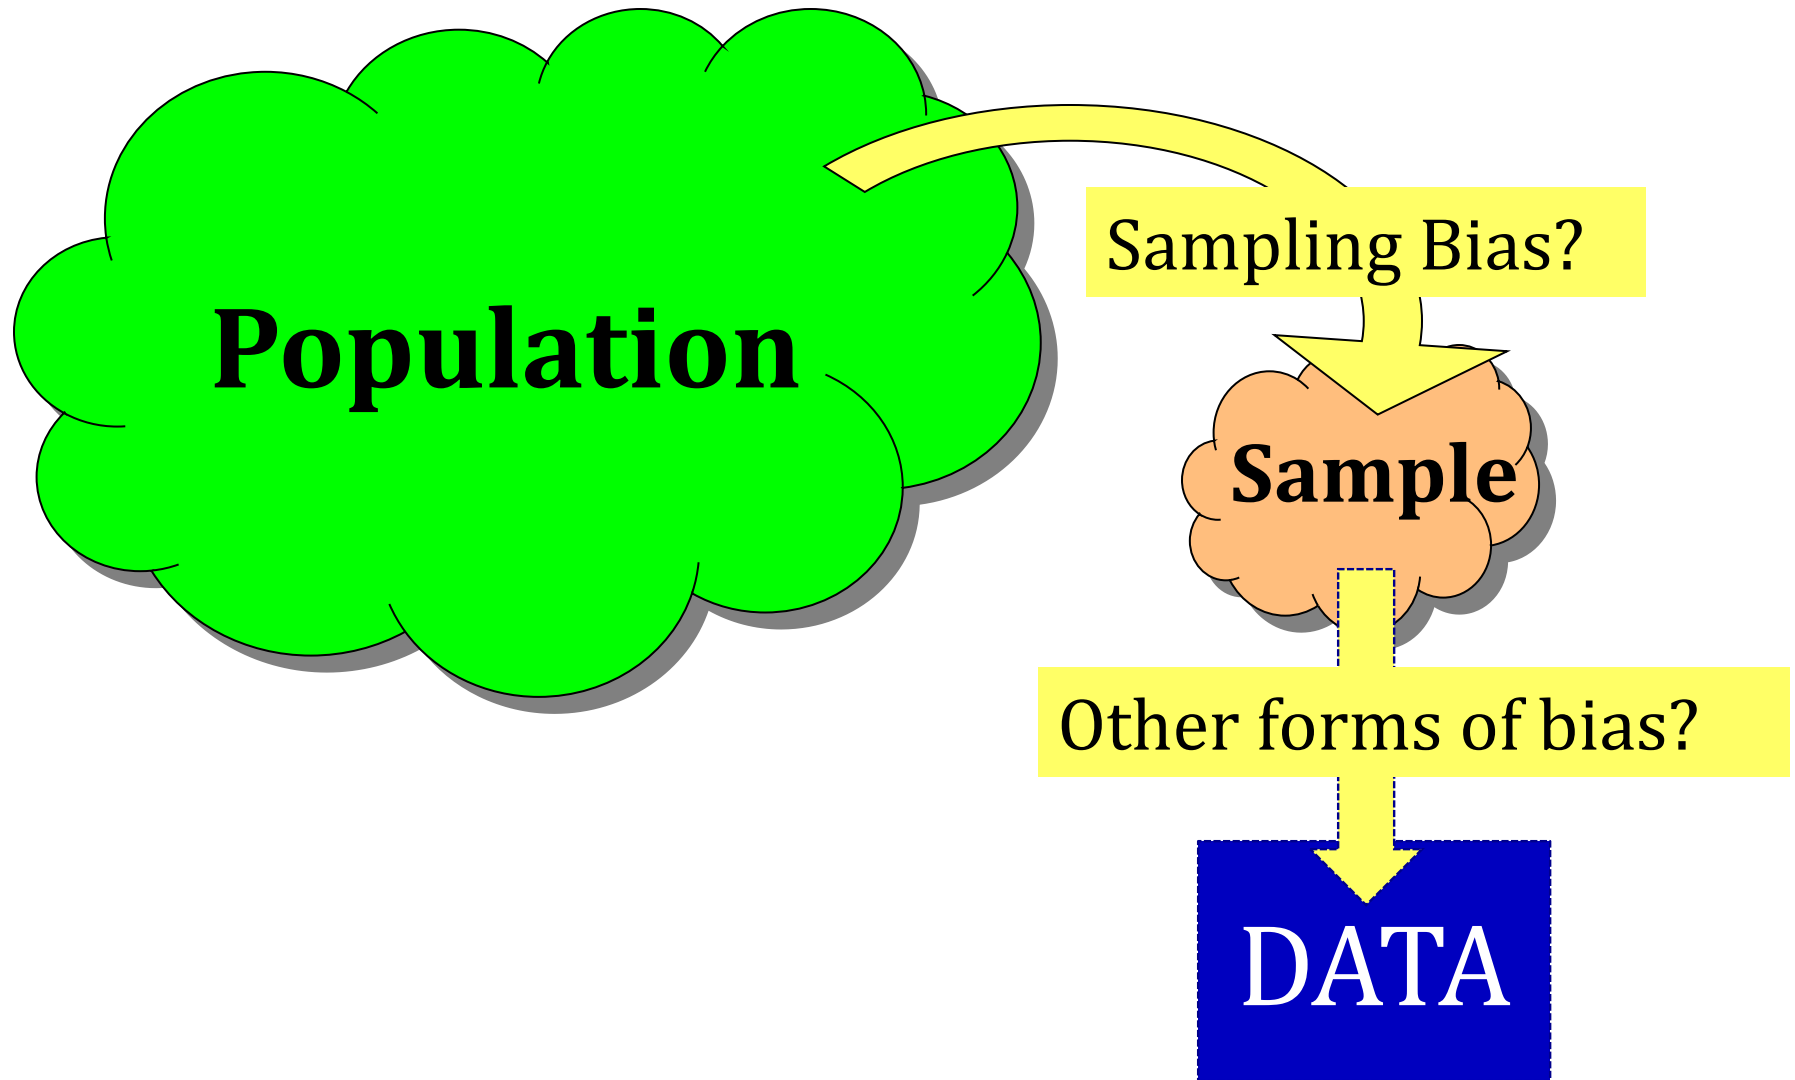 Population
Sampling Bias?
Sample
Other forms of bias?
DATA